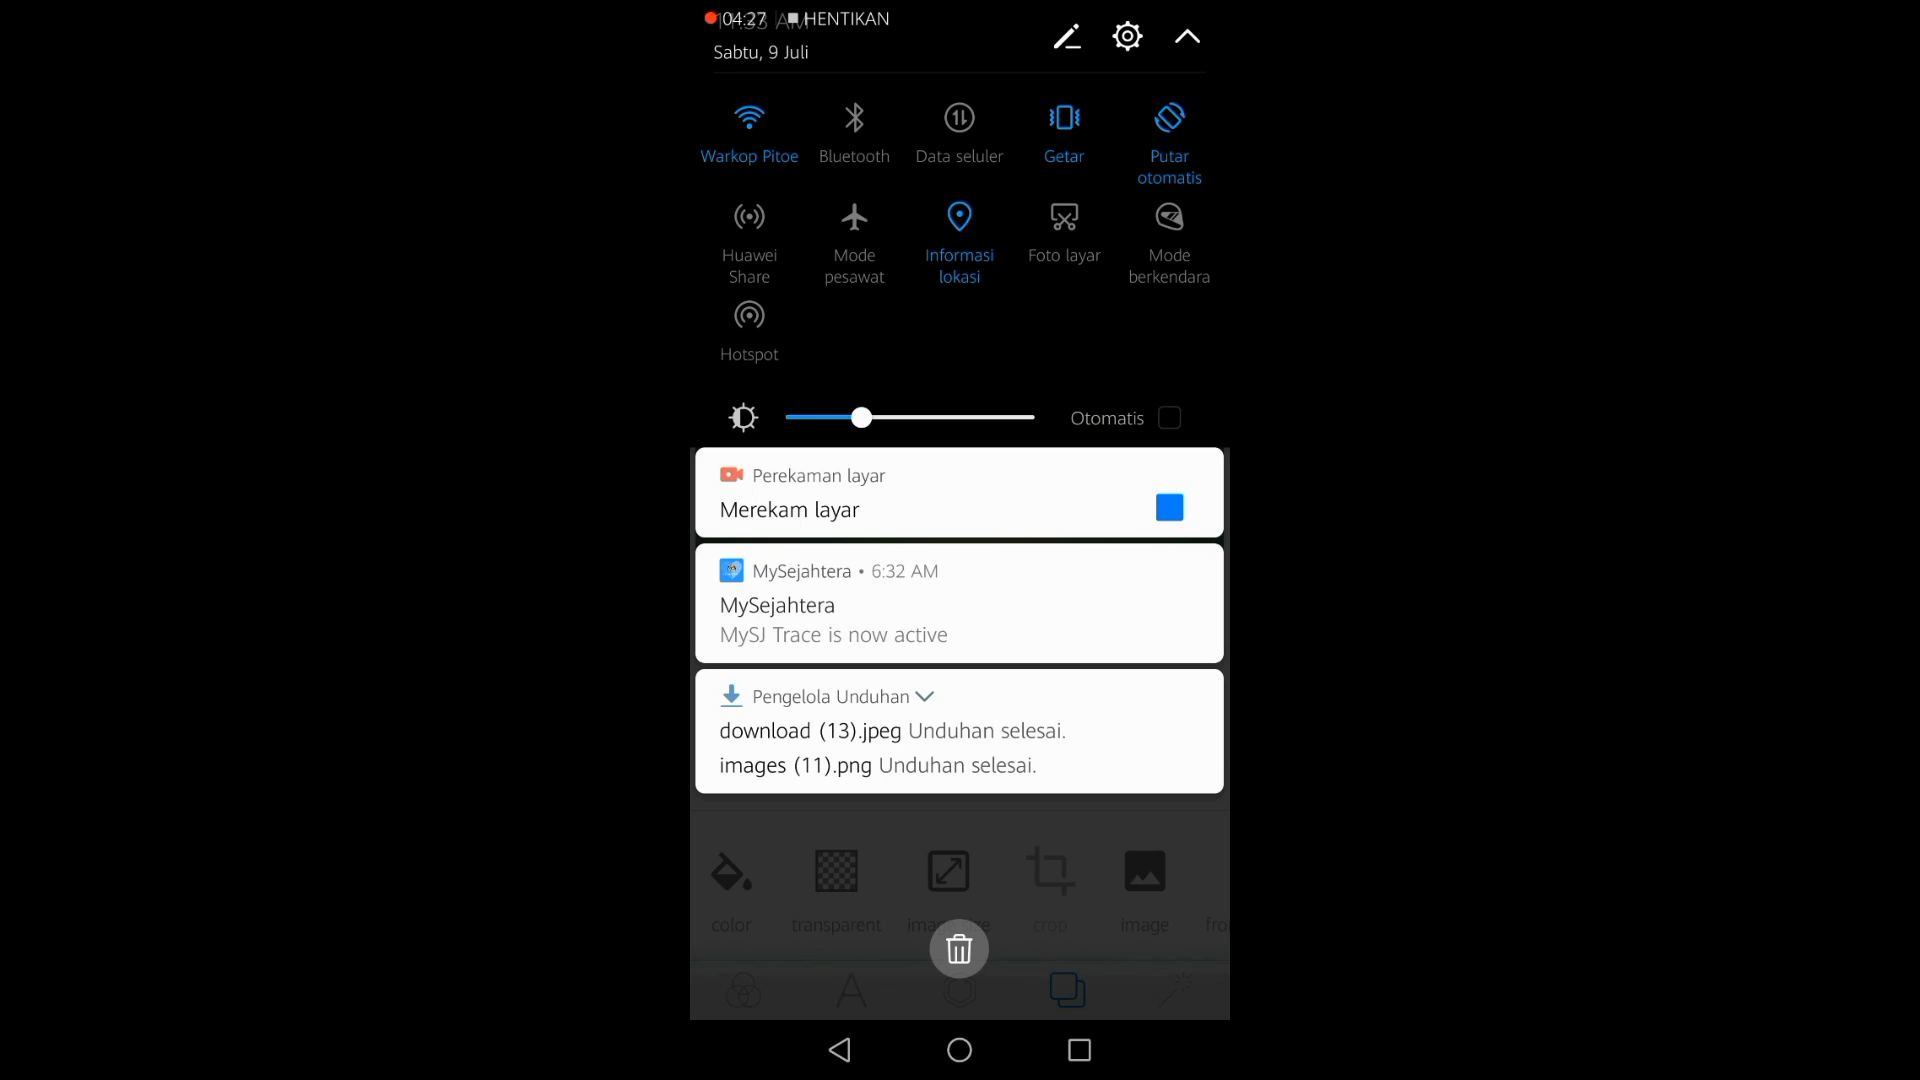 04:27 HENTIKAN
Sabtu, 9 Juli
Warkop Pitoe
Bluetooth
Data seluler
Getar
Putar
otomatis
Huawei
Share
Mode
pesawat
Informasi
lokasi
Foto layar
Mode
berkendara
Hotspot
Otomatis
Perekaman layar
Merekam layar
MySejahtera • 6:32 AM
MySejahtera
MySJ Trace is now active
Pengelola Unduhan
download (13).jpeg Unduhan selesai.
images (11).png Unduhan selesai.
color
transparent
crop
image